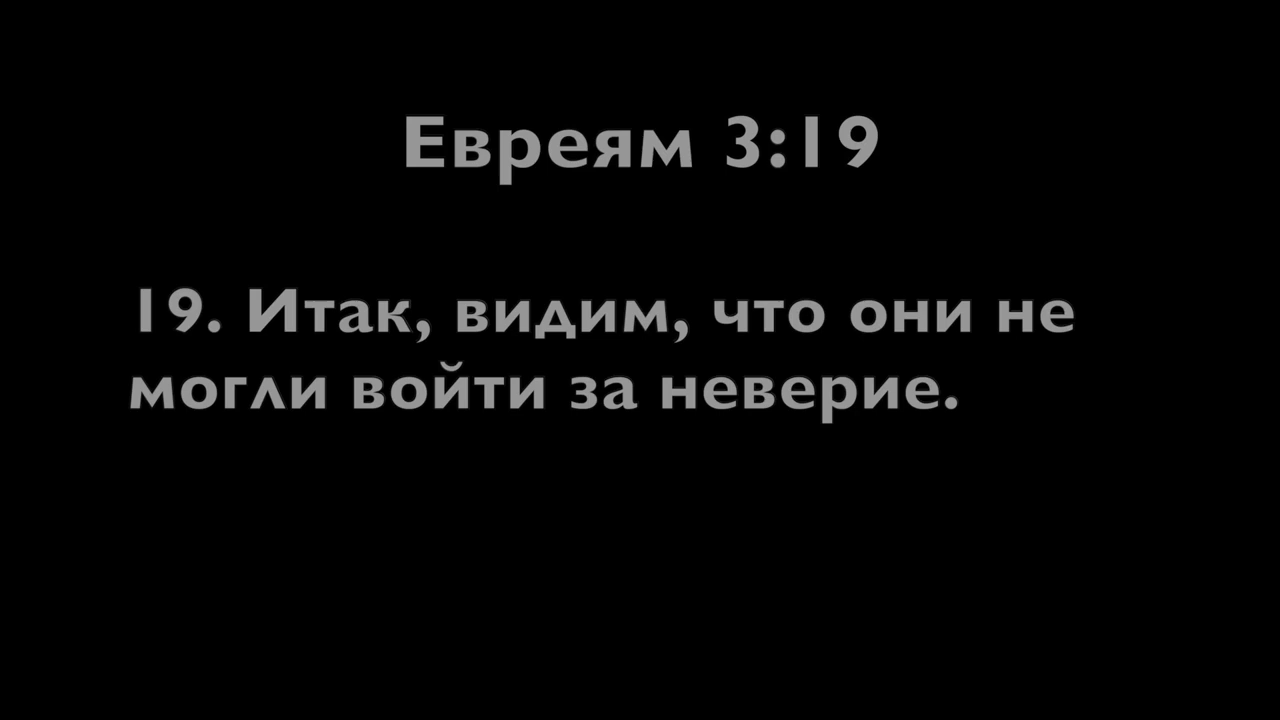 Евреям 3:19
19. Итак, видим, что они не
могли войти за неверие.